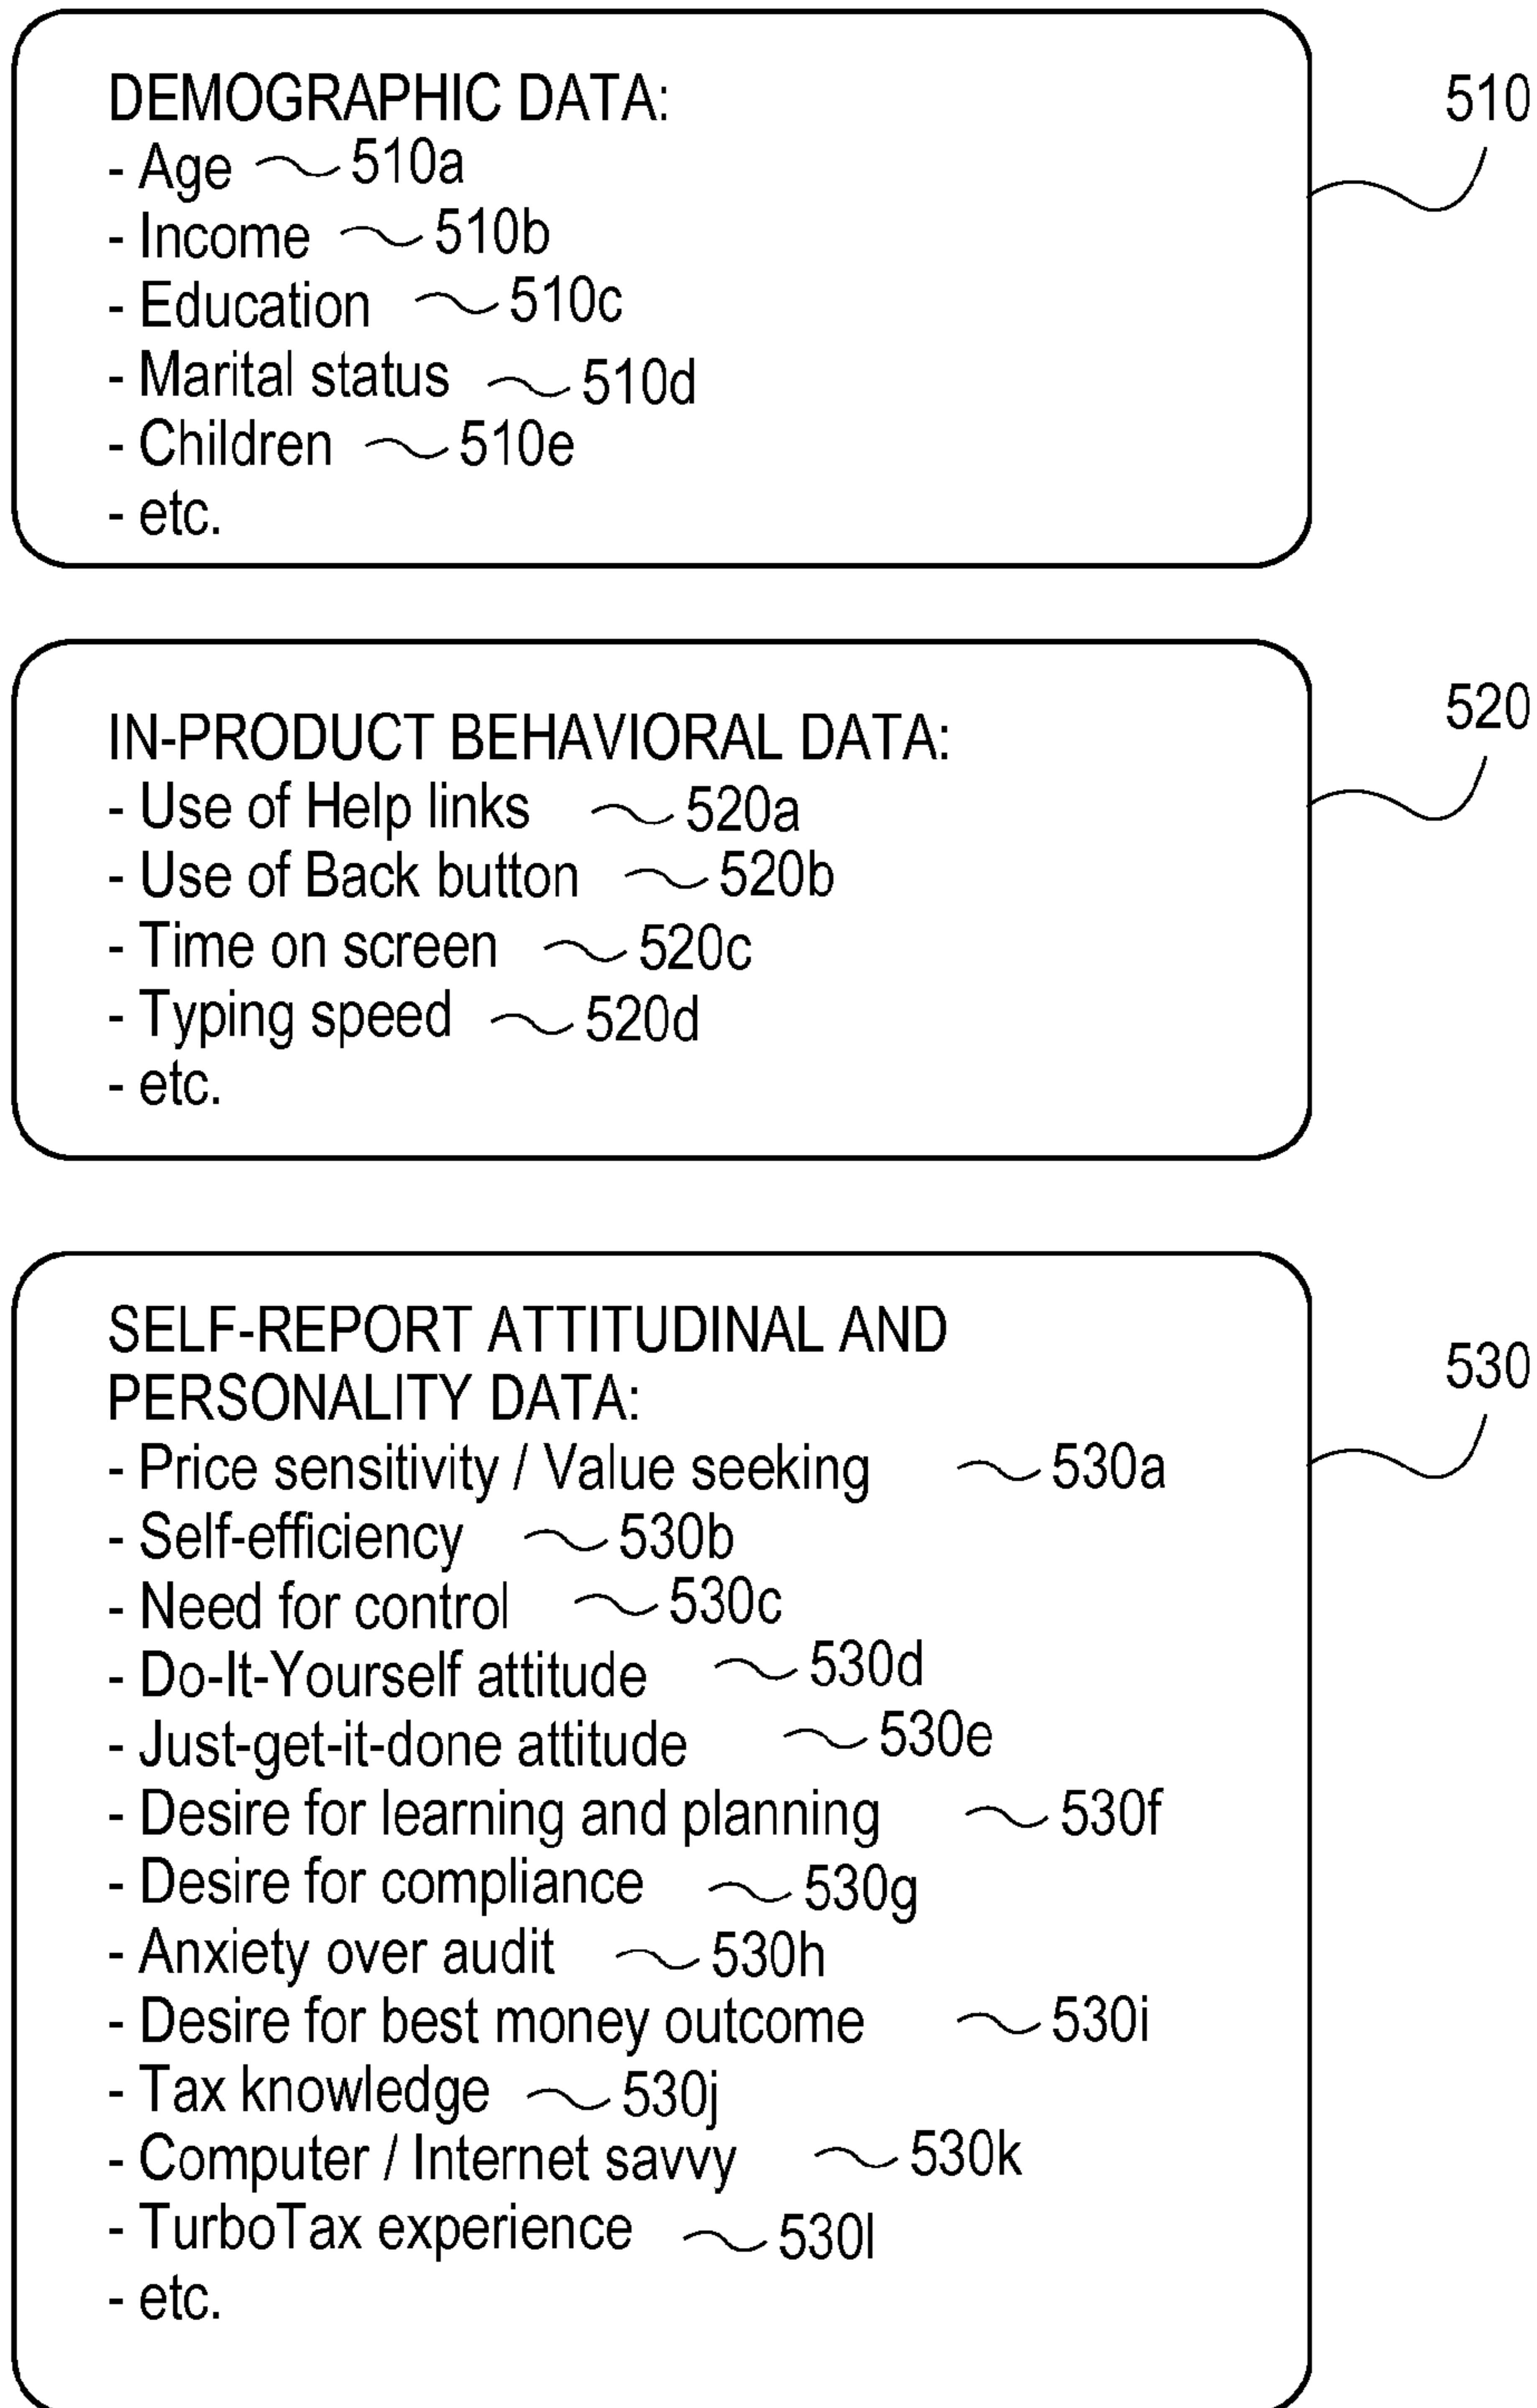 DEMOGRAPHIC DATA:
510
- Age 510a
- Income 510b
- Education 510c
- Marital status 510d
- Children 510e
- etc.
IN-PRODUCT BEHAVIORAL DATA:
520
- Use of Help links 520a
- Use of Back button 520b
- Time on screen 520c
- Typing speed 520d
- etc.
SELF-REPORT ATTITUDINAL AND
PERSONALITY DATA:
530
- Price sensitivity / Value seeking 530a
- Self-efficiency 530b
- Need for control 530c
- Do-It-Yourself attitude 530d
- Just-get-it-done attitude 530e
- Desire for learning and planning 530f
- Desire for compliance 530g
- Anxiety over audit 530h
- Desire for best money outcome 530i
- Tax knowledge 530j
- Computer / Internet savvy 530k
- TurboTax experience 530l
- etc.